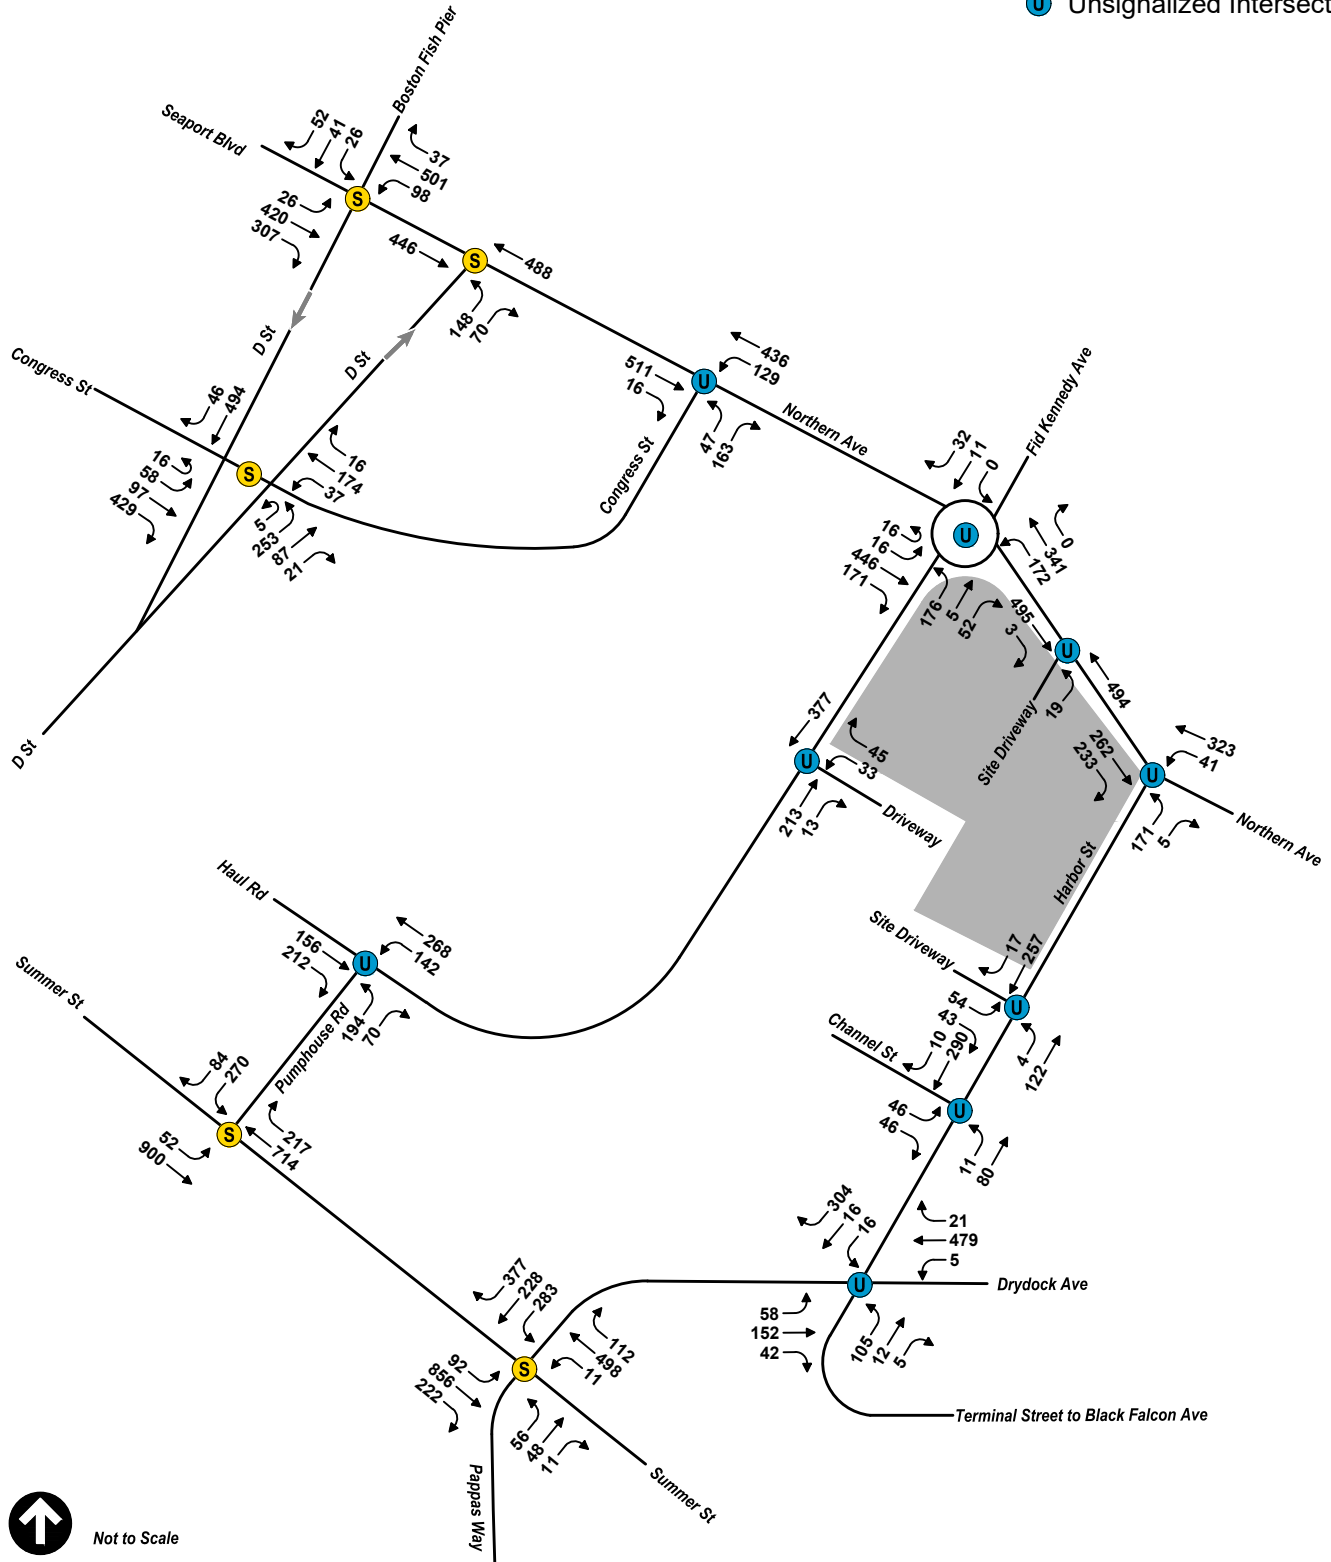 U Unsignalized Intersect
Boston Fish Pier
Seaport Blvd
52
41
26
37
501
98
S
26
420
307
446
S
488
148
70
D St
D St
Congress St
46
494
16
58
97
429
S
16
174
37
5
253
87
21
D St
511
16
U
436
129
47
163
Congress St
Northern Ave
Fid Kennedy Ave
32
11
0
U
0
341
172
16
16
446
171
176
5
52
495
3
U
494
19
Site Driveway
377
U
45
33
213
13
Driveway
262
233
U
323
41
171
5
Northern Ave
Harbor St
Haul Rd
156
212
U
268
142
194
70
Pumphouse Rd
Summer St
84
270
S
217
714
52
900
Site Driveway
17
257
54
43
U
4
122
Channel St
10
290
46
46
U
11
80
304
16
16
21
479
5
U
58
152
42
105
12
5
Drydock Ave
Terminal Street to Black Falcon Ave
377
228
283
112
498
11
S
92
856
222
56
48
11
Pappas Way
Summer St
Not to Scale